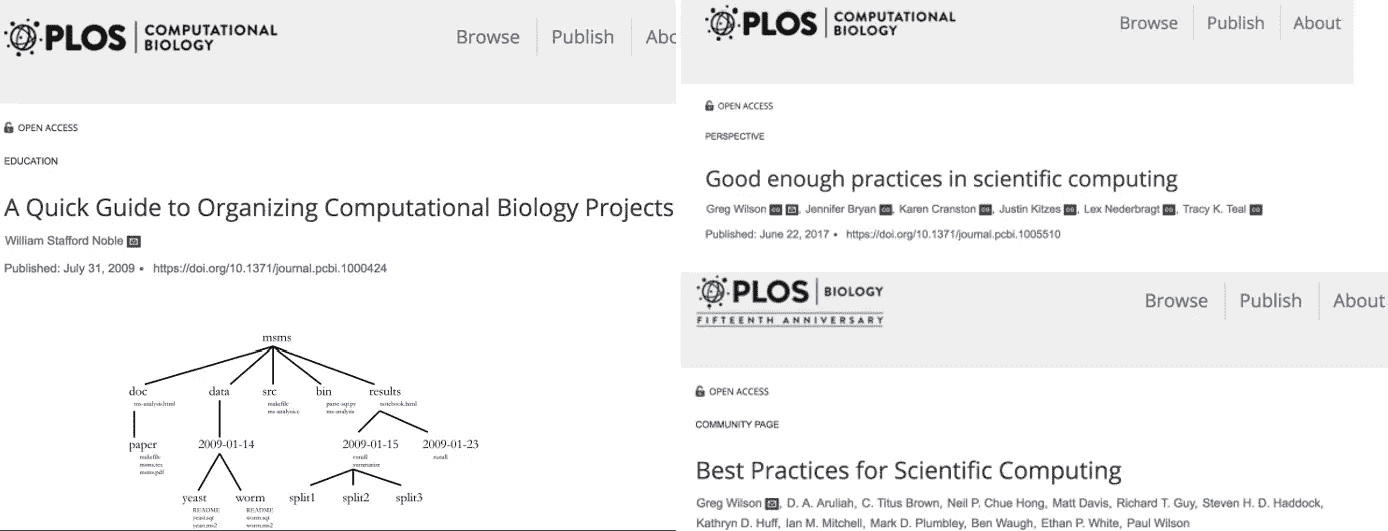 PLOS COMPUTATIONAL BIOLOGY
Browse Publish Abo
OPEN ACCESS
EDUCATION
A Quick Guide to Organizing Computational Biology Projects
William Stafford Noble
Published: July 31, 2009 • https://doi.org/10.1371/journal.pcbi.1000424
msms
doc data src bin results
ms-analysis.html makefile parse-sqt.py notebook.html
ms-analysis.c ms-analysis
paper 2009-01-14 2009-01-15 2009-01-23
makefile runall runall
msms.tex summarize
msms.pdf
yeast worm split1 split2 split3
README README
yeast.sqt worm.sqt
yeast.ms2 worm.ms2
PLOS COMPUTATIONAL BIOLOGY
Browse Publish About
OPEN ACCESS
PERSPECTIVE
Good enough practices in scientific computing
Greg Wilson, Jennifer Bryan, Karen Cranston, Justin Kitzes, Lex Nederbragt, Tracy K. Teal
Published: June 22, 2017 • https://doi.org/10.1371/journal.pcbi.1005510
PLOS BIOLOGY
FIFTEENTH ANNIVERSARY
Browse Publish About
OPEN ACCESS
COMMUNITY PAGE
Best Practices for Scientific Computing
Greg Wilson, D. A. Aruliah, C. Titus Brown, Neil P. Chue Hong, Matt Davis, Richard T. Guy, Steven H. D. Haddock,
Kathryn D. Huff, Ian M. Mitchell, Mark D. Plumbley, Ben Waugh, Ethan P. White, Paul Wilson